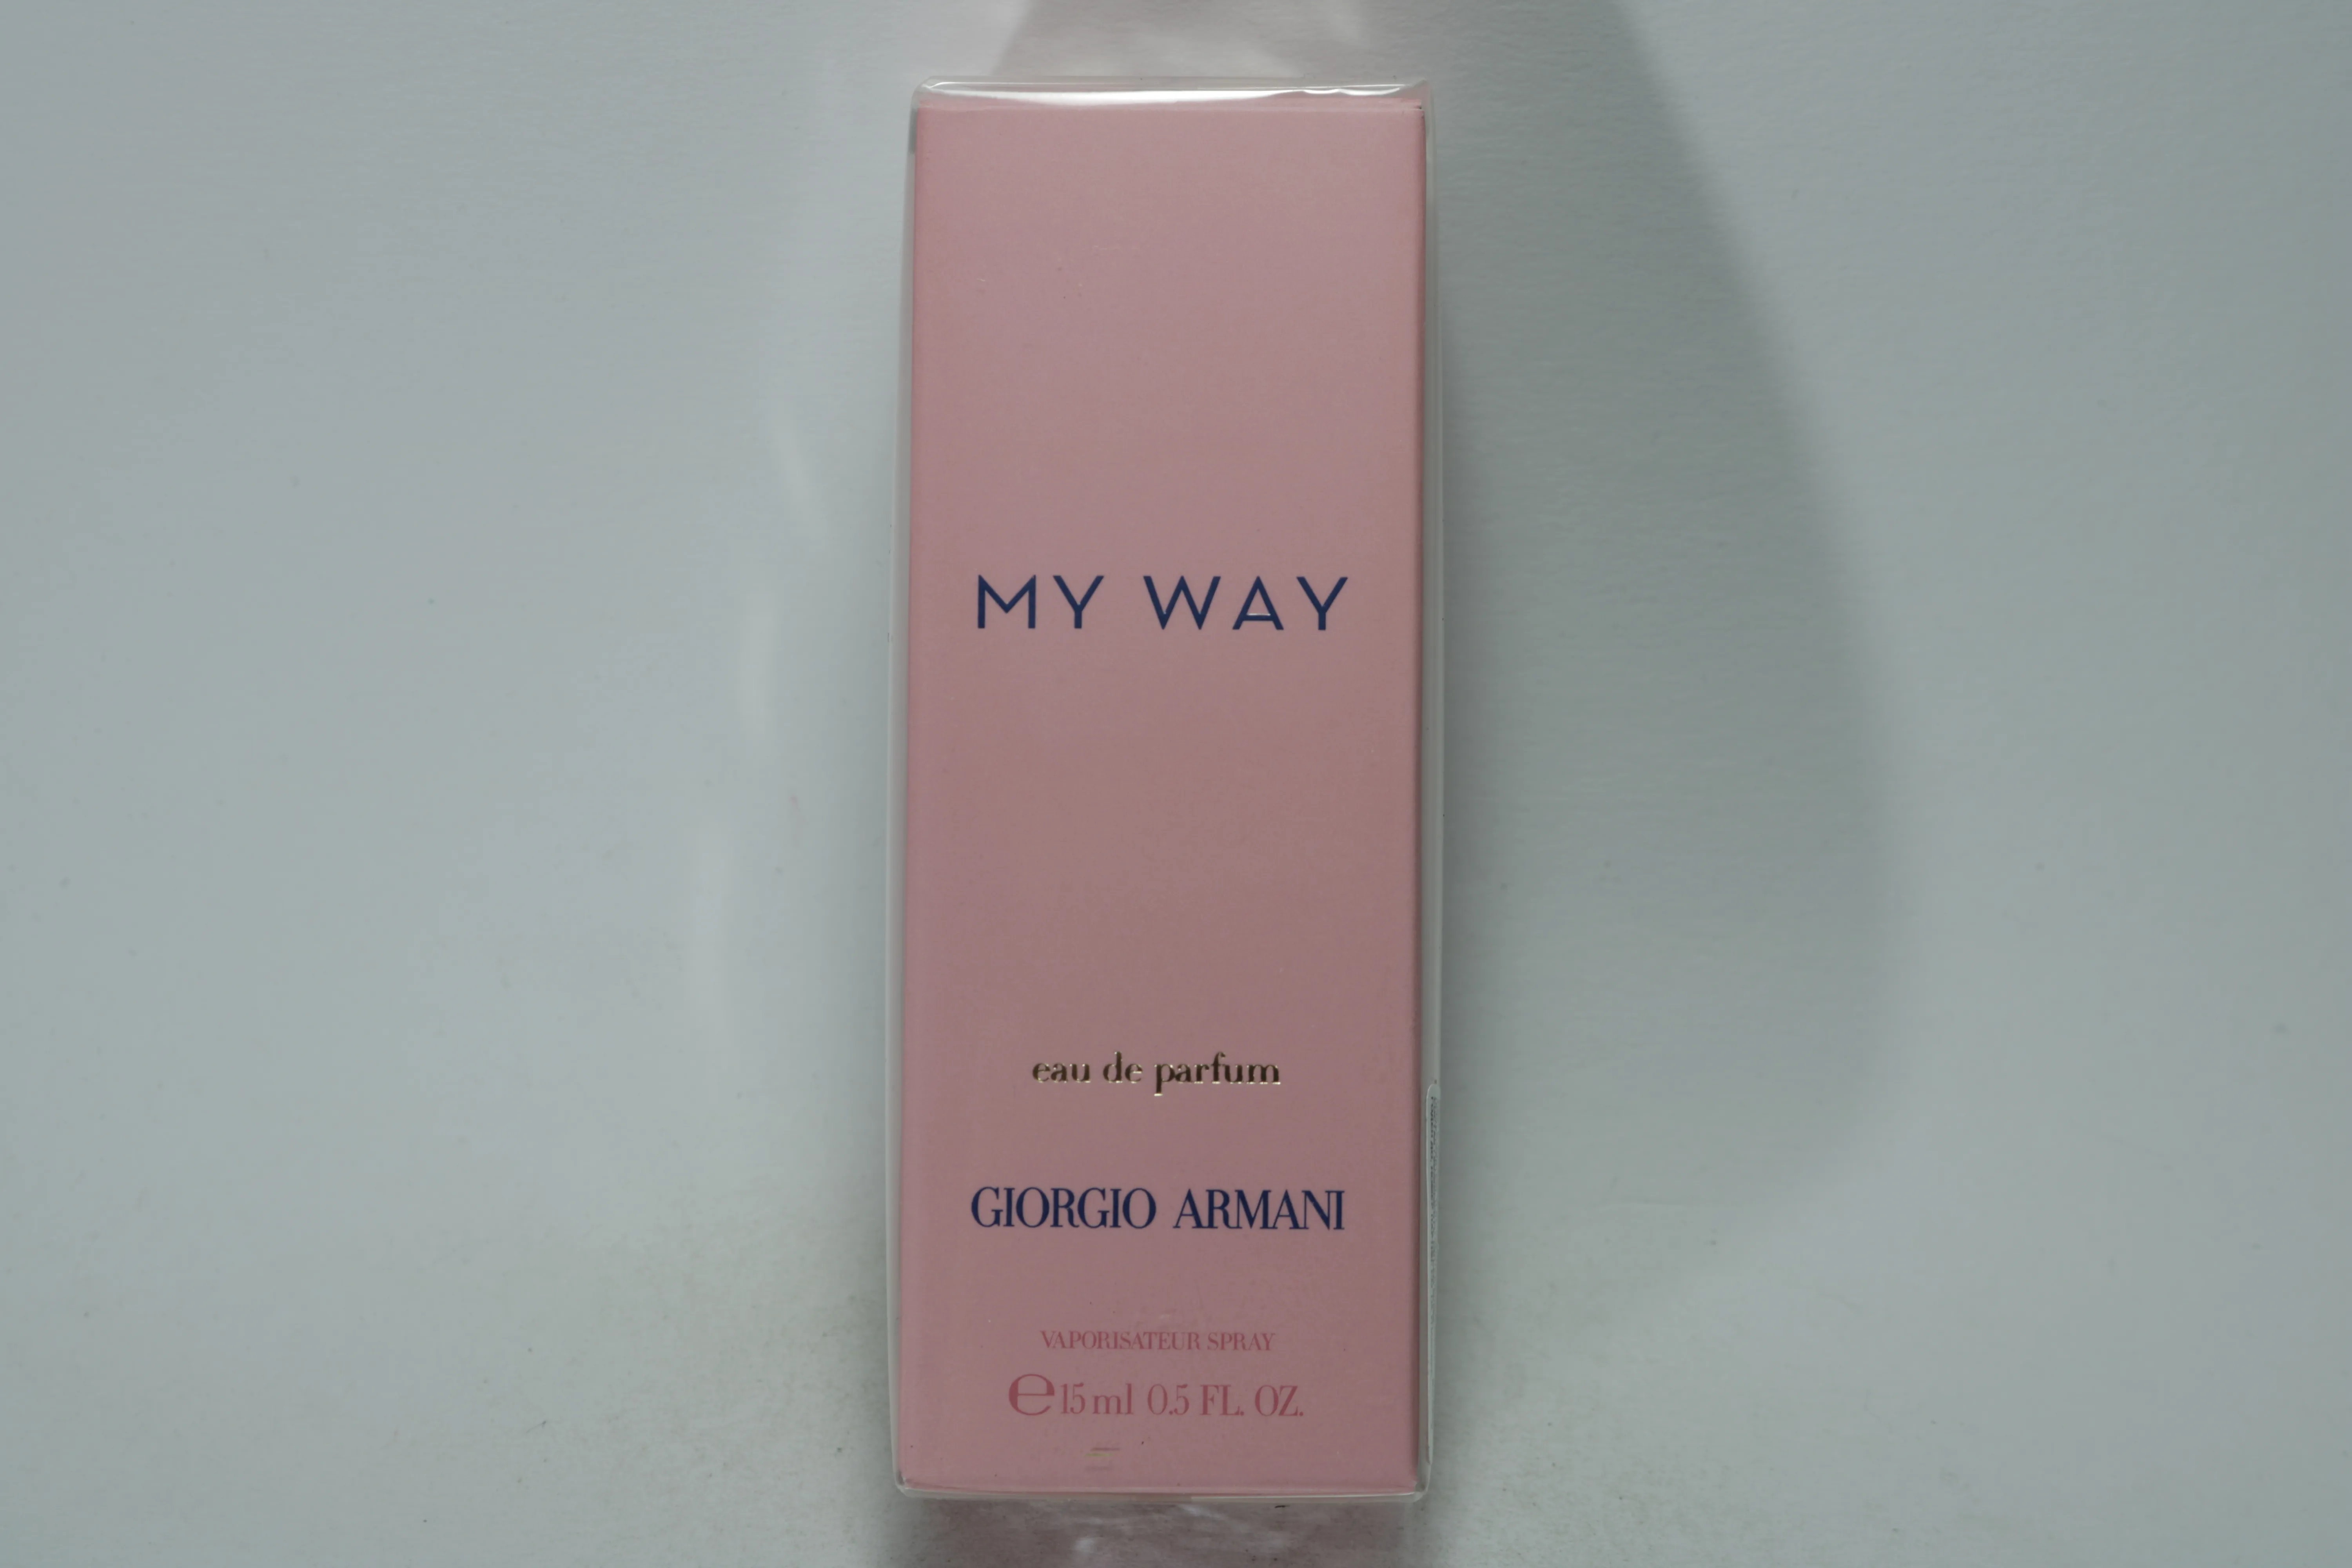 MY WAY
eau de parfum
GIORGIO ARMANI
VAPORISATEUR SPRAY
℮15 ml 0.5 FL. OZ.